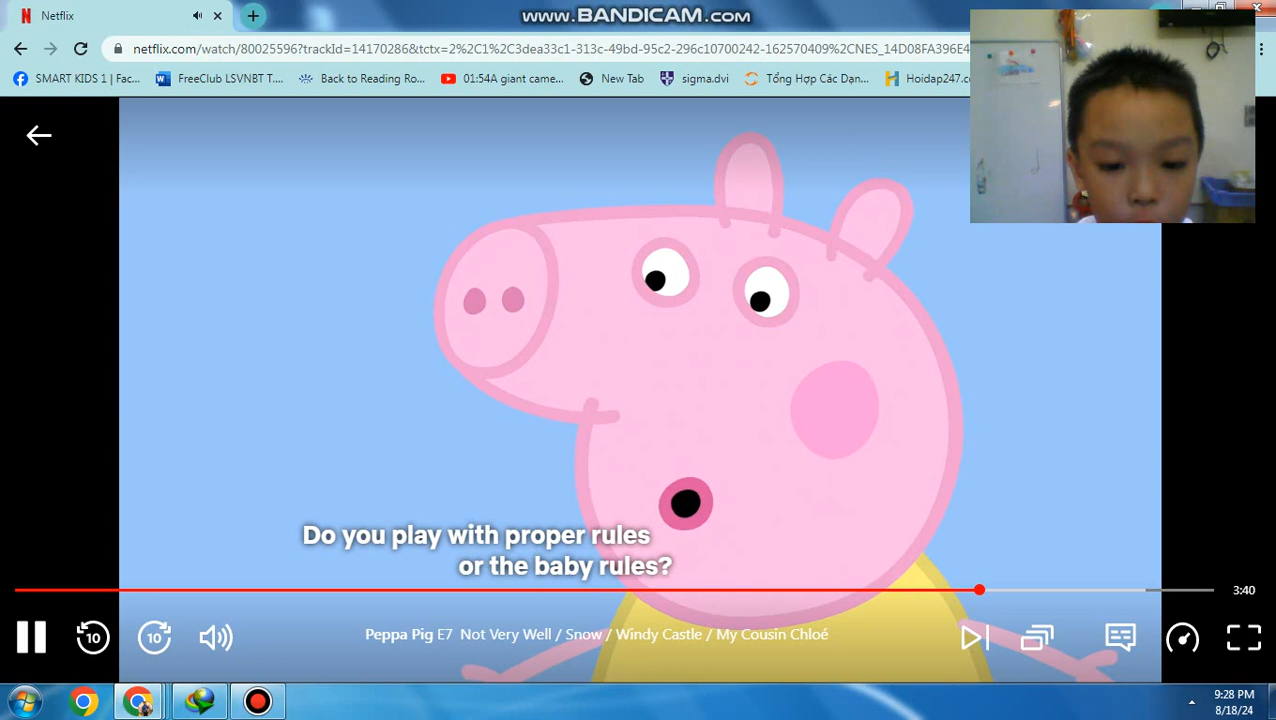 Netflix
www.BANDICAM.com
netflix.com/watch/80025596?trackId=14170286&tctx=2%2C1%2C3dea33c1-313c-49bd-95c2-296c10700242-162570409%2CNES_14D08FA396E4
SMART KIDS 1 | Fac...
FreeClub LSVNBT T....
Back to Reading Ro...
01:54A giant came...
New Tab
sigma.dvi
Tổng Hợp Các Dạn...
Hoidap247.c
Do you play with proper rules
or the baby rules?
3:40
10
10
Peppa Pig E7 Not Very Well / Snow / Windy Castle / My Cousin Chloé
9:28 PM
8/18/24